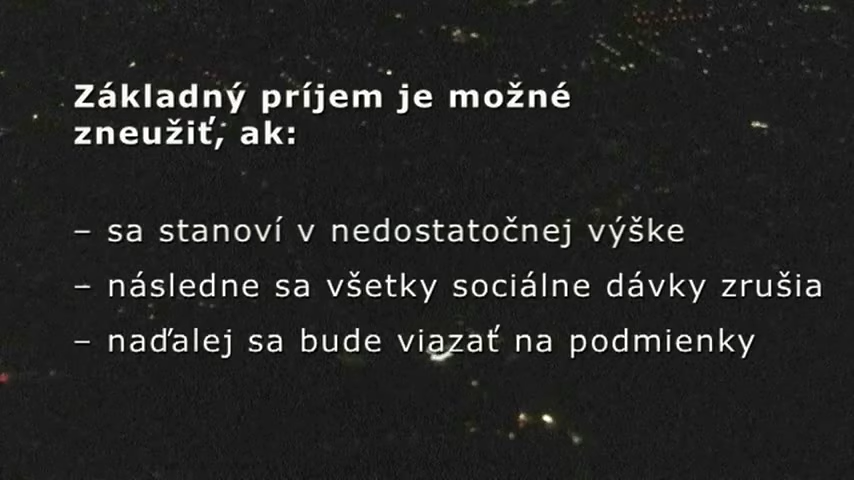 Základný príjem je možné
zneužiť, ak:
– sa stanoví v nedostatočnej výške
– následne sa všetky sociálne dávky zrušia
– naďalej sa bude viazať na podmienky